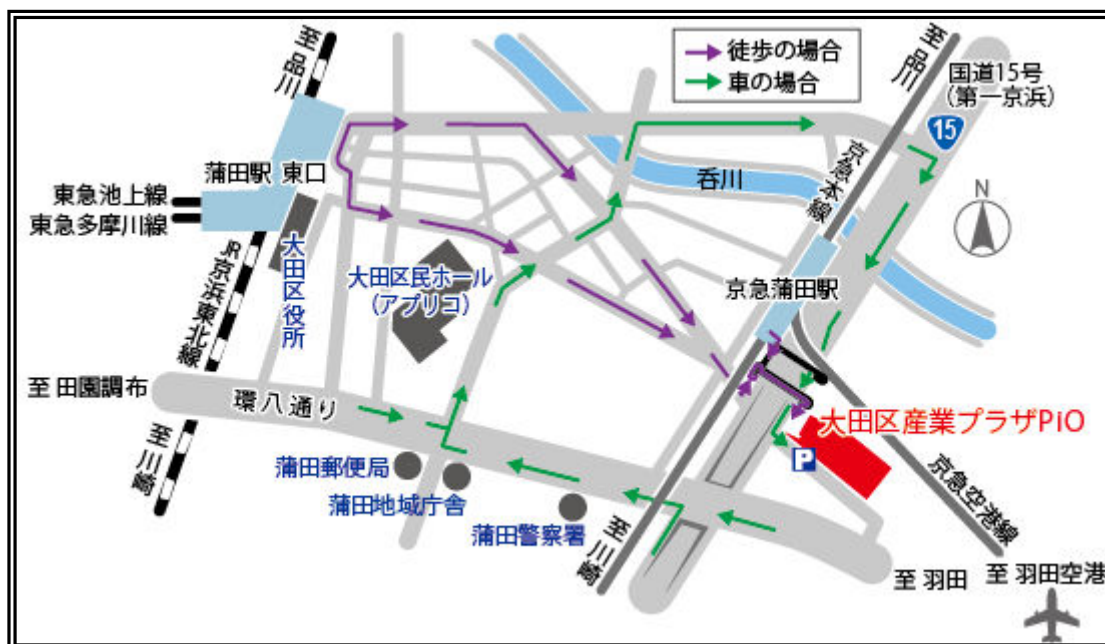 至 品川
徒歩の場合
車の場合
至 品川
国道15号
(第一京浜)
15
京急本線
呑川
N
蒲田駅 東口
東急池上線
東急多摩川線
大田区役所
大田区民ホール
(アプリコ)
京急蒲田駅
JR京浜東北線
至 田園調布
環八通り
大田区産業プラザPiO
P
至 川崎
蒲田郵便局
蒲田地域庁舎
蒲田警察署
京急空港線
至 川崎
至 羽田
至 羽田空港